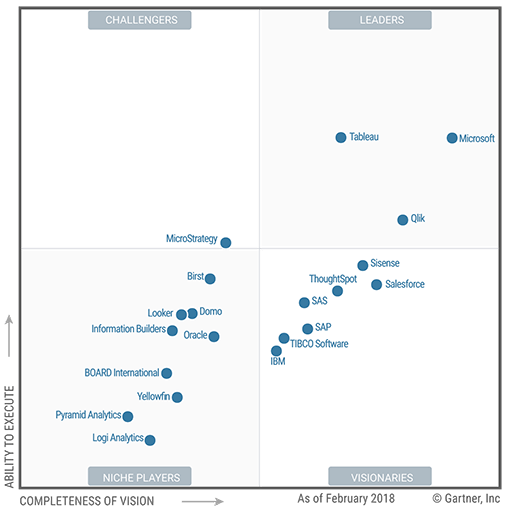 CHALLENGERS
LEADERS
Tableau
Microsoft
Qlik
MicroStrategy
Birst
Sisense
ThoughtSpot
Salesforce
SAS
Looker
Domo
Information Builders
Oracle
SAP
TIBCO Software
IBM
BOARD International
Yellowfin
Pyramid Analytics
Logi Analytics
NICHE PLAYERS
VISIONARIES
ABILITY TO EXECUTE
COMPLETENESS OF VISION
As of February 2018
© Gartner, Inc